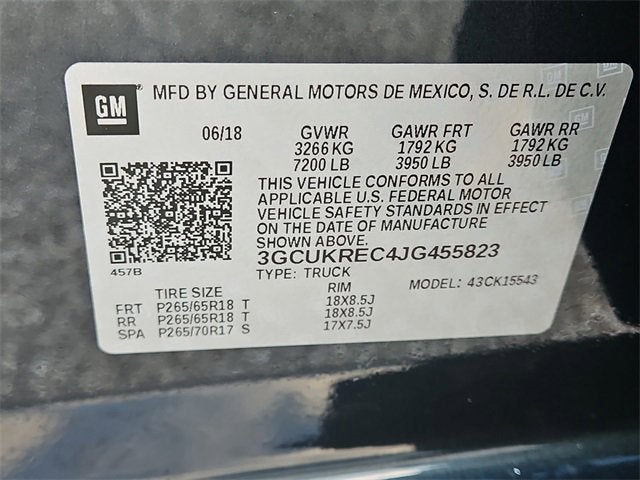 GM MFD BY GENERAL MOTORS DE MEXICO, S. DE R.L. DE C.V.
06/18 GVWR GAWR FRT GAWR RR
3266 KG 1792 KG 1792 KG
7200 LB 3950 LB 3950 LB
THIS VEHICLE CONFORMS TO ALL
APPLICABLE U.S. FEDERAL MOTOR
VEHICLE SAFETY STANDARDS IN EFFECT
ON THE DATE OF MANUFACTURE
SHOWN ABOVE.
457B
3GCUKREC4JG455823
TYPE: TRUCK MODEL: 43CK15543
TIRE SIZE RIM
FRT P265/65R18 T 18X8.5J
RR P265/65R18 T 18X8.5J
SPA P265/70R17 S 17X7.5J